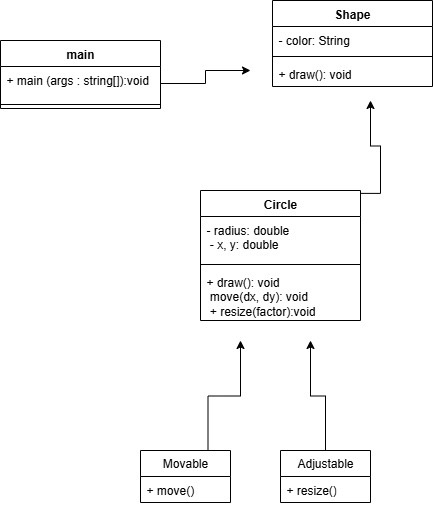 Shape
- color: String
+ draw(): void
main
+ main (args : string[]):void
Circle
- radius: double
- x, y: double
+ draw(): void
move(dx, dy): void
+ resize(factor):void
Movable
+ move()
Adjustable
+ resize()